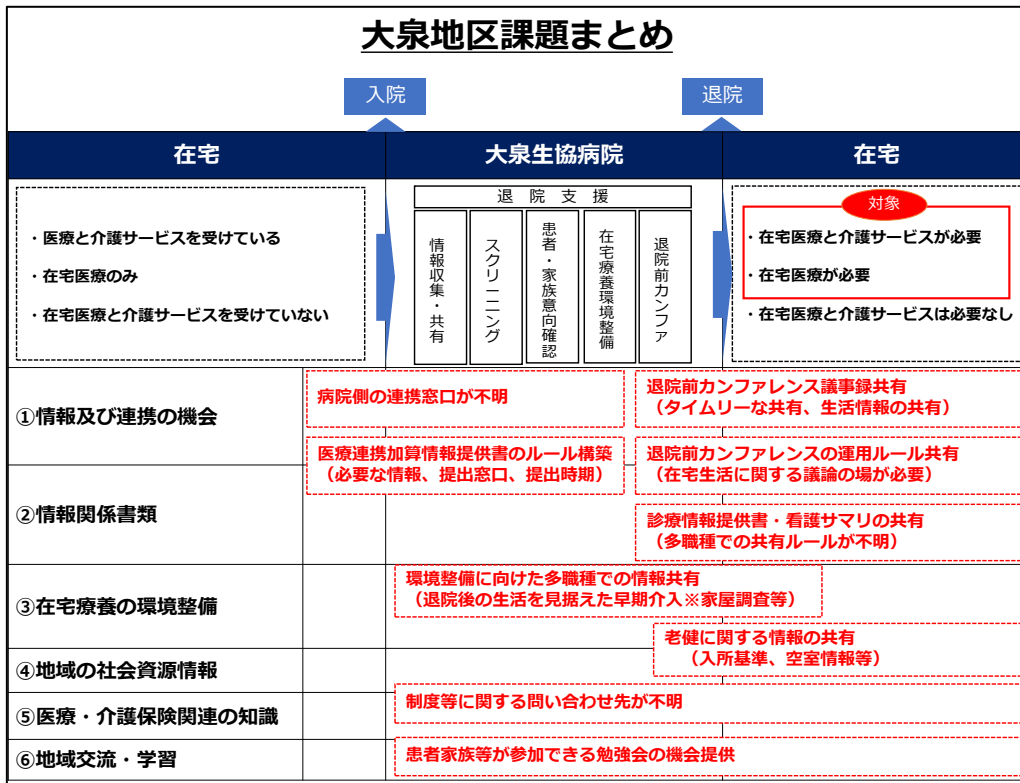 大泉地区課題まとめ
入院
退院
在宅
大泉生協病院
在宅
・医療と介護サービスを受けている
・在宅医療のみ
・在宅医療と介護サービスを受けていない
退院支援
情報収集・共有
スクリーニング
患者・家族意向確認
在宅療養環境整備
退院前カンファ
対象
・在宅医療と介護サービスが必要
・在宅医療が必要
・在宅医療と介護サービスは必要なし
①情報及び連携の機会
病院側の連携窓口が不明
退院前カンファレンス議事録共有
（タイムリーな共有、生活情報の共有）
医療連携加算情報提供書のルール構築
（必要な情報、提出窓口、提出時期）
退院前カンファレンスの運用ルール共有
（在宅生活に関する議論の場が必要）
②情報関係書類
診療情報提供書・看護サマリの共有
（多職種での共有ルールが不明）
③在宅療養の環境整備
環境整備に向けた多職種での情報共有
（退院後の生活を見据えた早期介入※家屋調査等）
老健に関する情報の共有
（入所基準、空室情報等）
④地域の社会資源情報
⑤医療・介護保険関連の知識
制度等に関する問い合わせ先が不明
⑥地域交流・学習
患者家族等が参加できる勉強会の機会提供